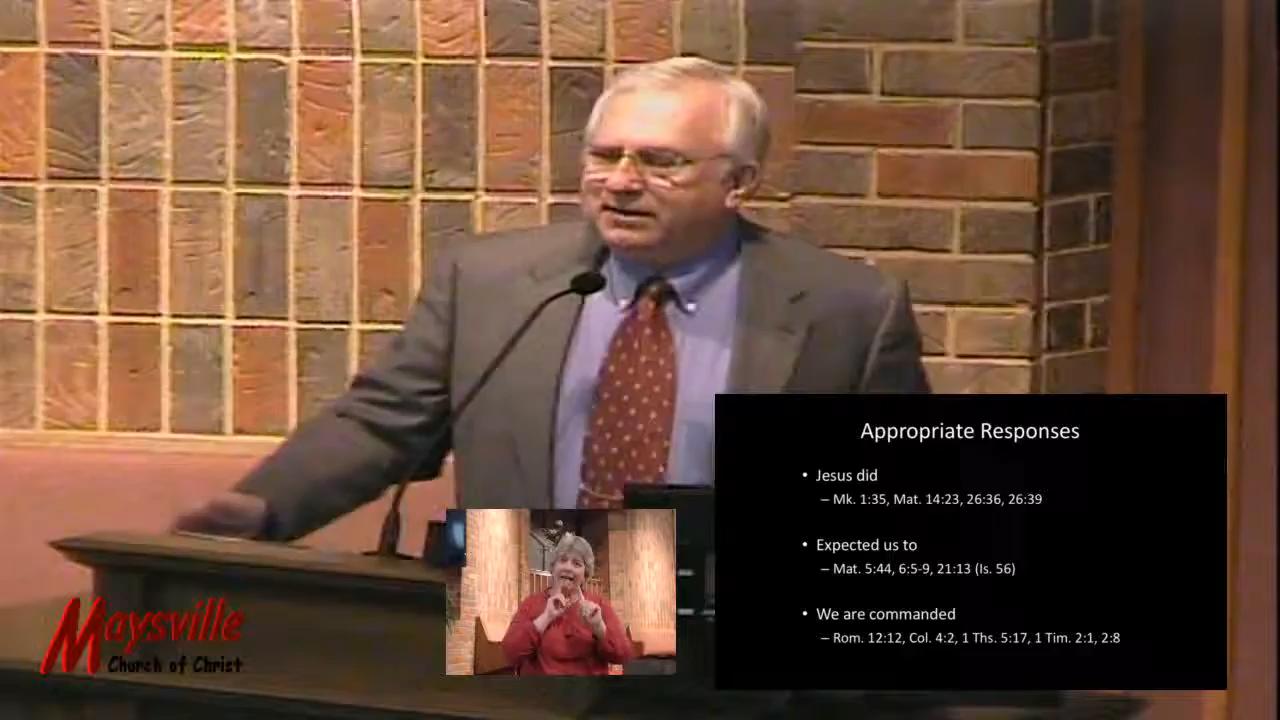 Appropriate Responses
• Jesus did
– Mk. 1:35, Mat. 14:23, 26:36, 26:39
• Expected us to
– Mat. 5:44, 6:5-9, 21:13 (Is. 56)
• We are commanded
– Rom. 12:12, Col. 4:2, 1 Ths. 5:17, 1 Tim. 2:1, 2:8
Maysville
Church of Christ